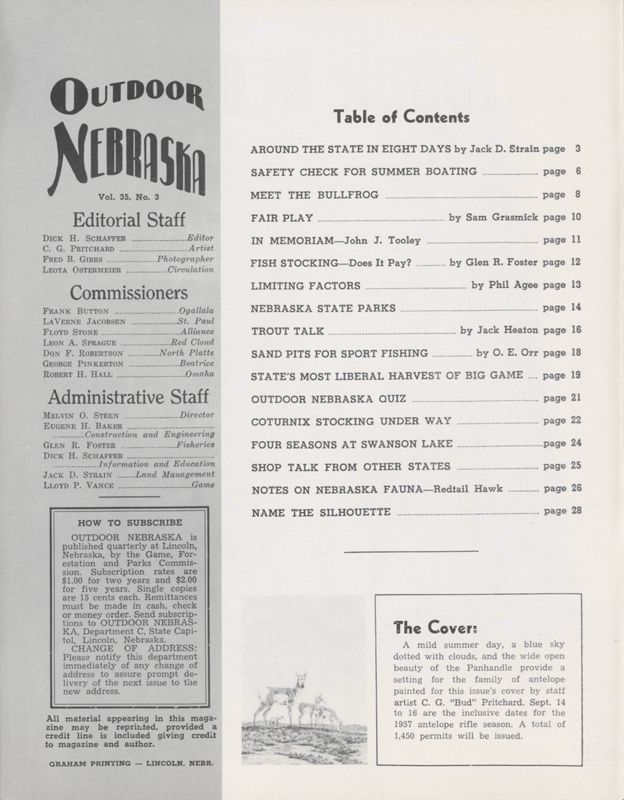 OUTDOOR
NEBRASKA
Vol. 35, No. 3
Editorial Staff
DICK H. SCHAFFER ..................Editor
C. G. PRITCHARD ....................Artist
FRED B. GIBBS ................Photographer
LEOTA OSTERMEIER ..............Circulation
Commissioners
FRANK BUTTON ....................Ogallala
LAVERNE JACOBSEN ................St. Paul
FLOYD STONE ......................Alliance
LEON A. SPRAGUE ................Red Cloud
DON F. ROBERTSON ............North Platte
GEORGE PINKERTON ................Beatrice
ROBERT H. HALL ....................Omaha
Administrative Staff
MELVIN O. STEEN ..................Director
EUGENE H. BAKER ..................
........Construction and Engineering
GLEN R. FOSTER ..................Fisheries
DICK H. SCHAFFER ..................
............Information and Education
JACK D. STRAIN ......Land Management
LLOYD P. VANCE ......................Game
HOW TO SUBSCRIBE
OUTDOOR NEBRASKA is
published quarterly at Lincoln,
Nebraska, by the Game, For-
estation and Parks Commis-
sion. Subscription rates are
$1.00 for two years and $2.00
for five years. Single copies
are 15 cents each. Remittances
must be made in cash, check
or money order. Send subscrip-
tions to OUTDOOR NEBRAS-
KA, Department C, State Capi-
tol, Lincoln, Nebraska.
CHANGE OF ADDRESS:
Please notify this department
immediately of any change of
address to assure prompt de-
livery of the next issue to the
new address.
All material appearing in this maga-
zine may be reprinted, provided a
credit line is included giving credit
to magazine and author.
GRAHAM PRINTING — LINCOLN, NEBR.
Table of Contents
AROUND THE STATE IN EIGHT DAYS by Jack D. Strain page 3
SAFETY CHECK FOR SUMMER BOATING .................... page 6
MEET THE BULLFROG .................... page 8
FAIR PLAY .................... by Sam Grasmick page 10
IN MEMORIAM—John J. Tooley .................... page 11
FISH STOCKING—Does It Pay? .......... by Glen R. Foster page 12
LIMITING FACTORS .................... by Phil Agee page 13
NEBRASKA STATE PARKS .................... page 14
TROUT TALK .................... by Jack Heaton page 16
SAND PITS FOR SPORT FISHING ............ by O. E. Orr page 18
STATE'S MOST LIBERAL HARVEST OF BIG GAME .... page 19
OUTDOOR NEBRASKA QUIZ .................... page 21
COTURNIX STOCKING UNDER WAY .................... page 22
FOUR SEASONS AT SWANSON LAKE .................... page 24
SHOP TALK FROM OTHER STATES .................... page 25
NOTES ON NEBRASKA FAUNA—Redtail Hawk .......... page 26
NAME THE SILHOUETTE .................... page 28
The Cover:
A mild summer day, a blue sky
dotted with clouds, and the wide open
beauty of the Panhandle provide a
setting for the family of antelope
painted for this issue's cover by staff
artist C. G. "Bud" Pritchard. Sept. 14
to 16 are the inclusive dates for the
1957 antelope rifle season. A total of
1,450 permits will be issued.